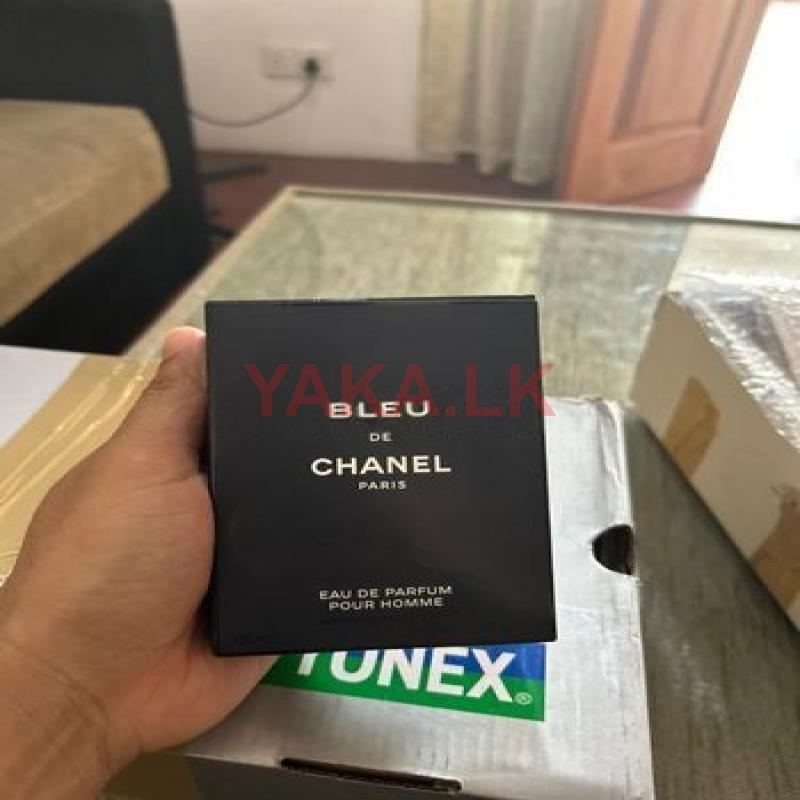 YAKA.LK
BLEU
DE
CHANEL
PARIS
EAU DE PARFUM
POUR HOMME
YONEX®